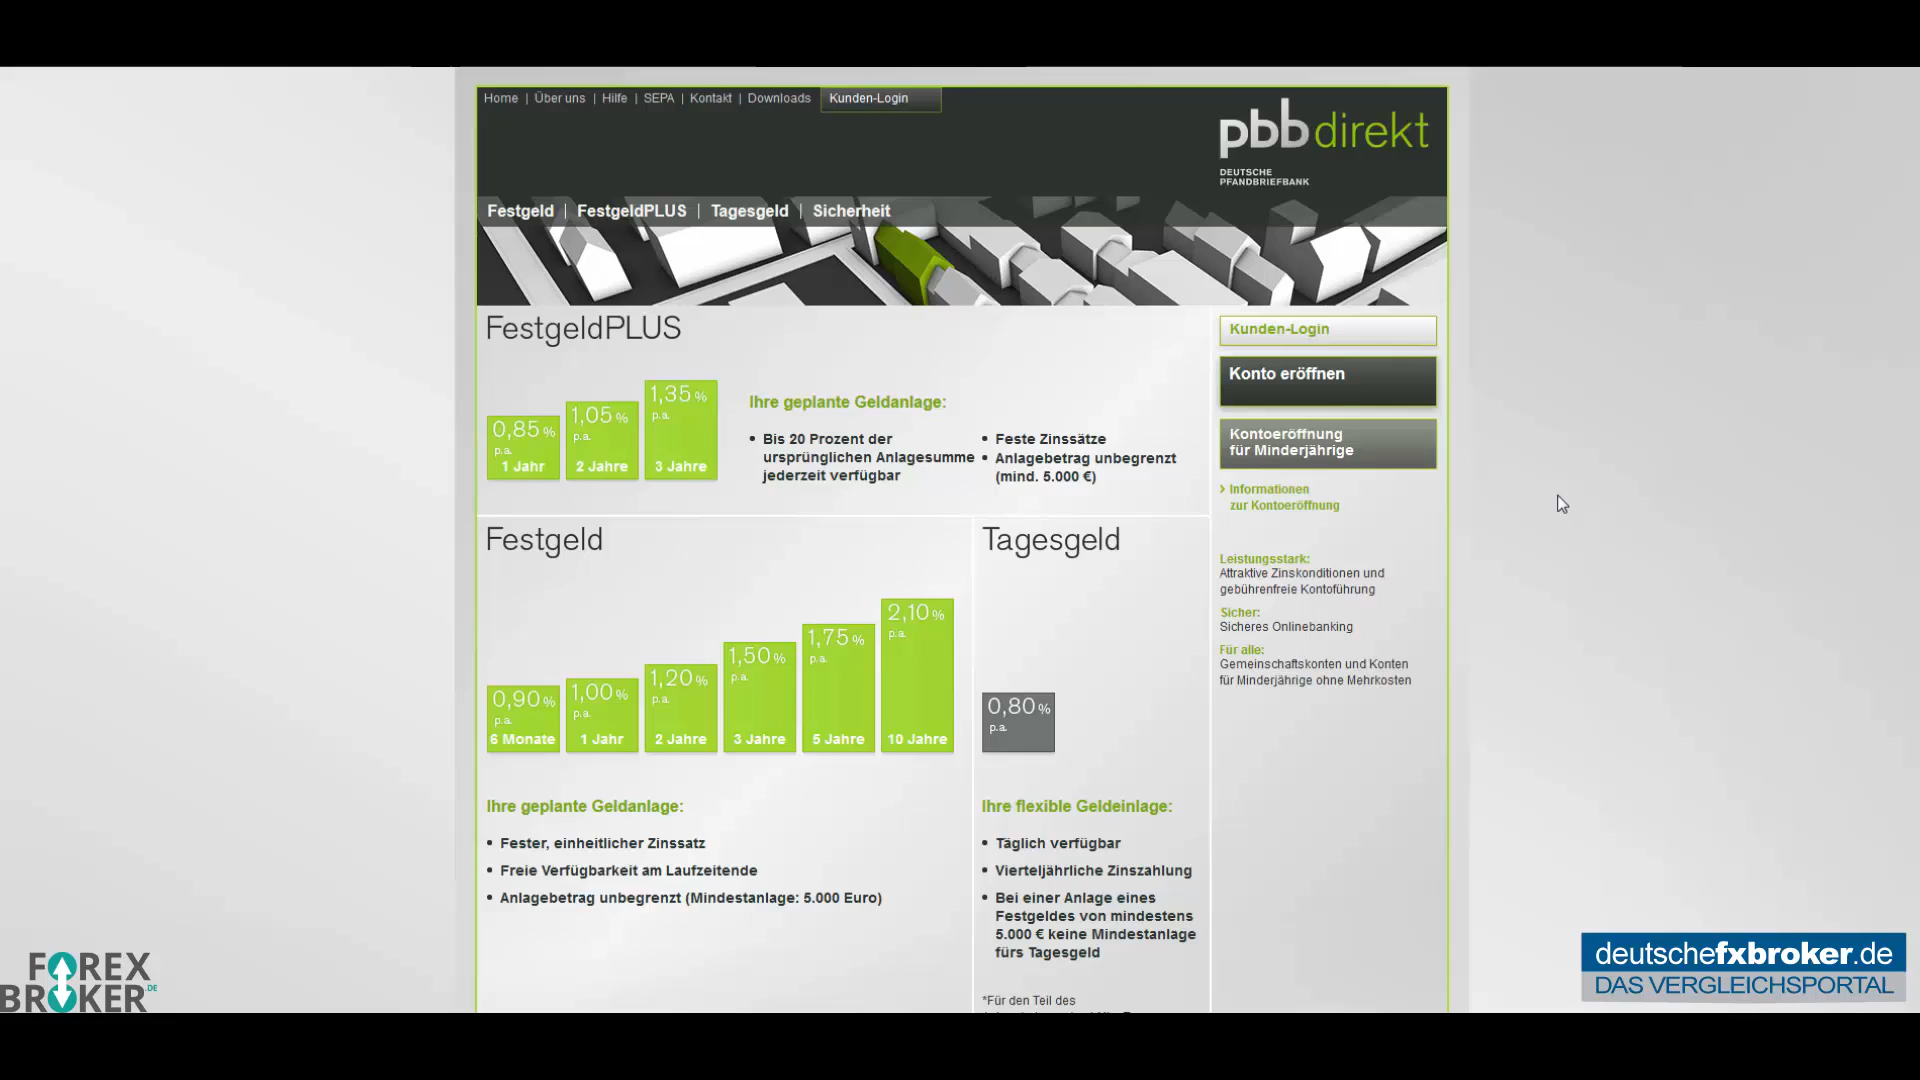 Home | Über uns | Hilfe | SEPA | Kontakt | Downloads
Kunden-Login
pbb direkt
DEUTSCHE
PFANDBRIEFBANK
Festgeld | FestgeldPLUS | Tagesgeld | Sicherheit
FestgeldPLUS
0,85 %
p.a.
1 Jahr
1,05 %
p.a.
2 Jahre
1,35 %
p.a.
3 Jahre
Ihre geplante Geldanlage:
• Bis 20 Prozent der
ursprünglichen Anlagesumme
jederzeit verfügbar
• Feste Zinssätze
• Anlagebetrag unbegrenzt
(mind. 5.000 €)
Kunden-Login
Konto eröffnen
Kontoeröffnung
für Minderjährige
› Informationen
zur Kontoeröffnung
Leistungsstark:
Attraktive Zinskonditionen und
gebührenfreie Kontoführung
Sicher:
Sicheres Onlinebanking
Für alle:
Gemeinschaftskonten und Konten
für Minderjährige ohne Mehrkosten
Festgeld
0,90 %
p.a.
6 Monate
1,00 %
p.a.
1 Jahr
1,20 %
p.a.
2 Jahre
1,50 %
p.a.
3 Jahre
1,75 %
p.a.
5 Jahre
2,10 %
p.a.
10 Jahre
Ihre geplante Geldanlage:
• Fester, einheitlicher Zinssatz
• Freie Verfügbarkeit am Laufzeitende
• Anlagebetrag unbegrenzt (Mindestanlage: 5.000 Euro)
Tagesgeld
0,80 %
p.a.
Ihre flexible Geldeinlage:
• Täglich verfügbar
• Vierteljährliche Zinszahlung
• Bei einer Anlage eines
Festgeldes von mindestens
5.000 € keine Mindestanlage
fürs Tagesgeld
*Für den Teil des
FOREX
BROKER.DE
deutschefxbroker.de
DAS VERGLEICHSPORTAL